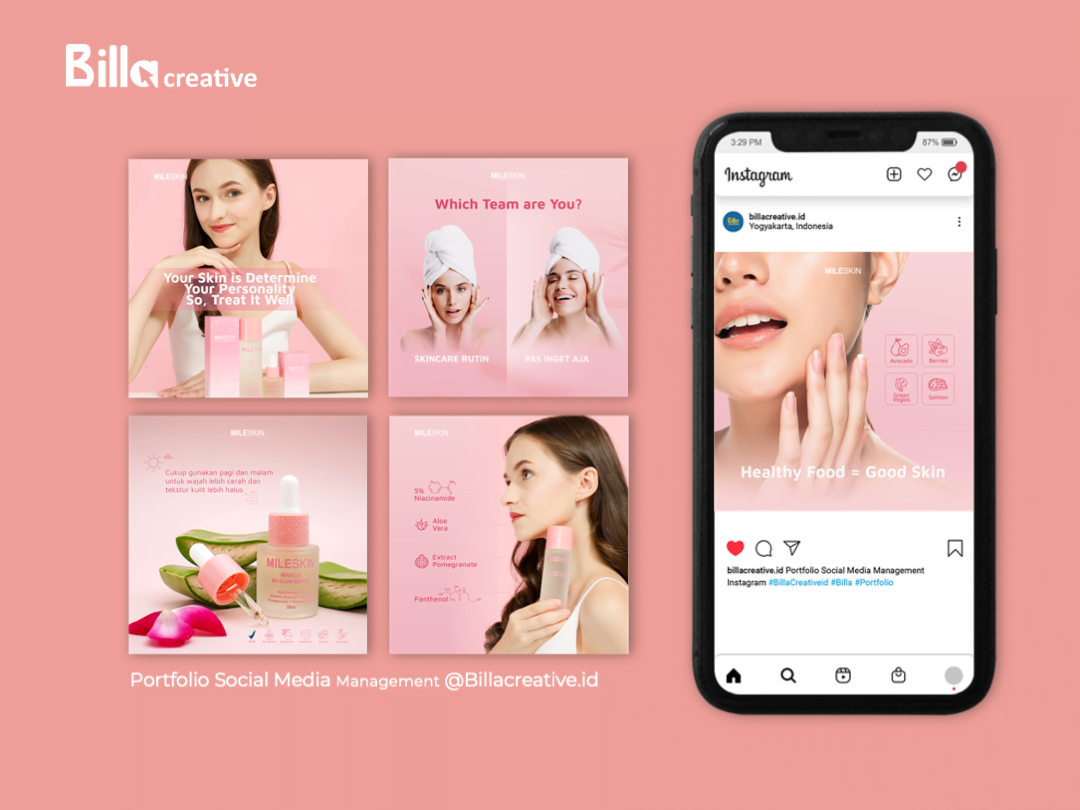 Billa creative
MILESKIN
Your Skin is Determine
Your Personality
So, Treat It Well
MILESKIN
Which Team are You?
SKINCARE RUTIN
PAS INGET AJA
MILESKIN
Cukup gunakan pagi dan malam
untuk wajah lebih cerah dan
tekstur kulit lebih halus
MILESKIN
MIRACLE
MILESKIN
5%
Niacinamide
Aloe
Vera
Extract
Pomegranate
Panthenol
Portfolio Social Media Management @Billacreative.id
3:29 PM
87%
Instagram
billacreative.id
Yogyakarta, Indonesia
MILESKIN
Avocado
Berries
Green
Vegies
Salmon
Healthy Food = Good Skin
billacreative.id Portfolio Social Media Management
Instagram #BillaCreativeid #Billa #Portfolio